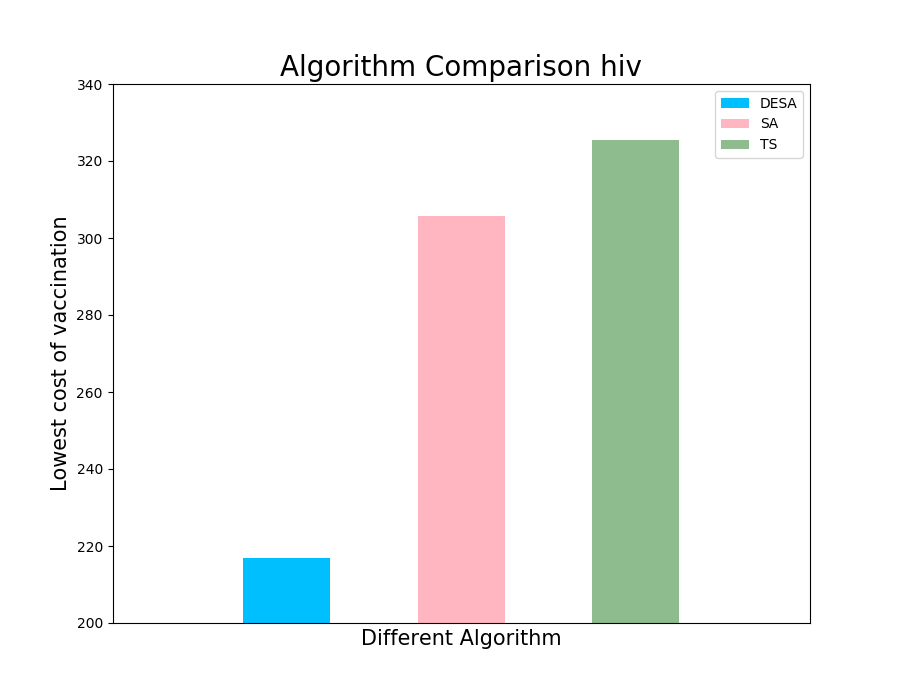 Algorithm Comparison hiv
340
320
300
280
260
240
220
200
Lowest cost of vaccination
DESA
SA
TS
Different Algorithm